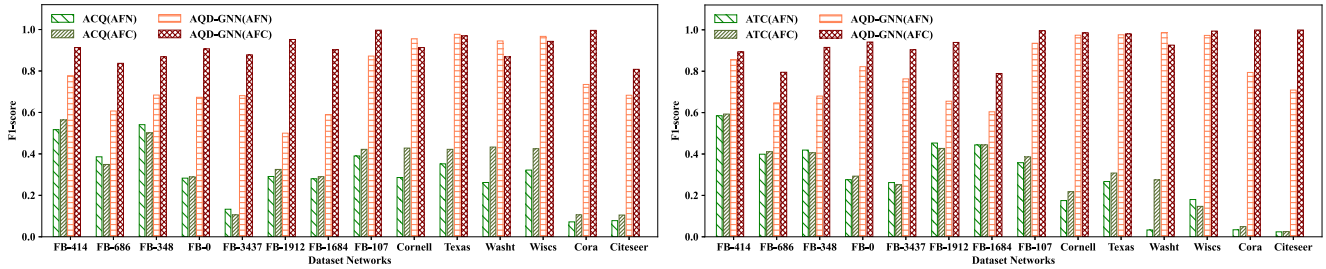 ACQ(AFN) AQD-GNN(AFN)
ACQ(AFC) AQD-GNN(AFC)
F1-score
1.0
0.8
0.6
0.4
0.2
0.0
FB-414 FB-686 FB-348 FB-0 FB-3437 FB-1912 FB-1684 FB-107 Cornell Texas Washt Wiscs Cora Citeseer
Dataset Networks
ATC(AFN) AQD-GNN(AFN)
ATC(AFC) AQD-GNN(AFC)
F1-score
1.0
0.8
0.6
0.4
0.2
0.0
FB-414 FB-686 FB-348 FB-0 FB-3437 FB-1912 FB-1684 FB-107 Cornell Texas Washt Wiscs Cora Citeseer
Dataset Networks